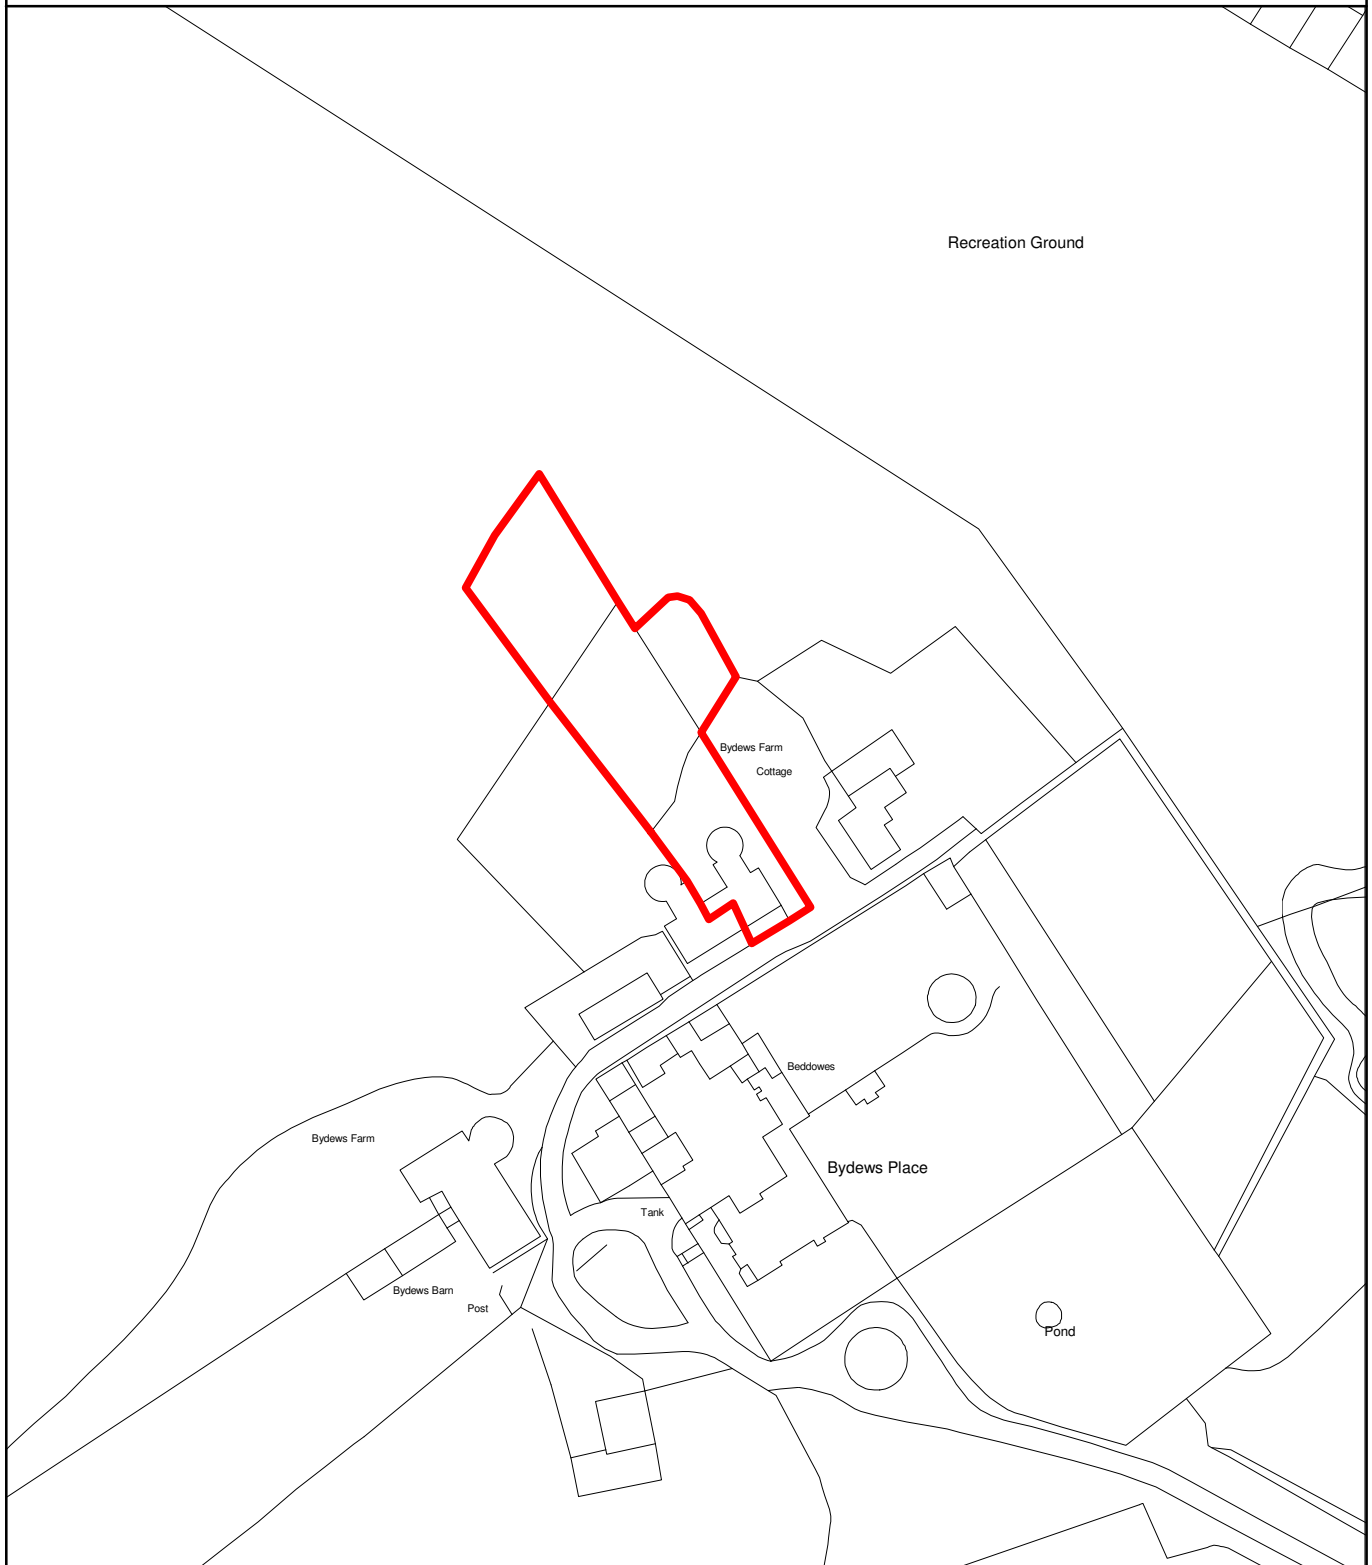 Recreation Ground
Bydews Farm
Cottage
Beddowes
Bydews Farm
Bydews Place
Tank
Bydews Barn
Post
Pond